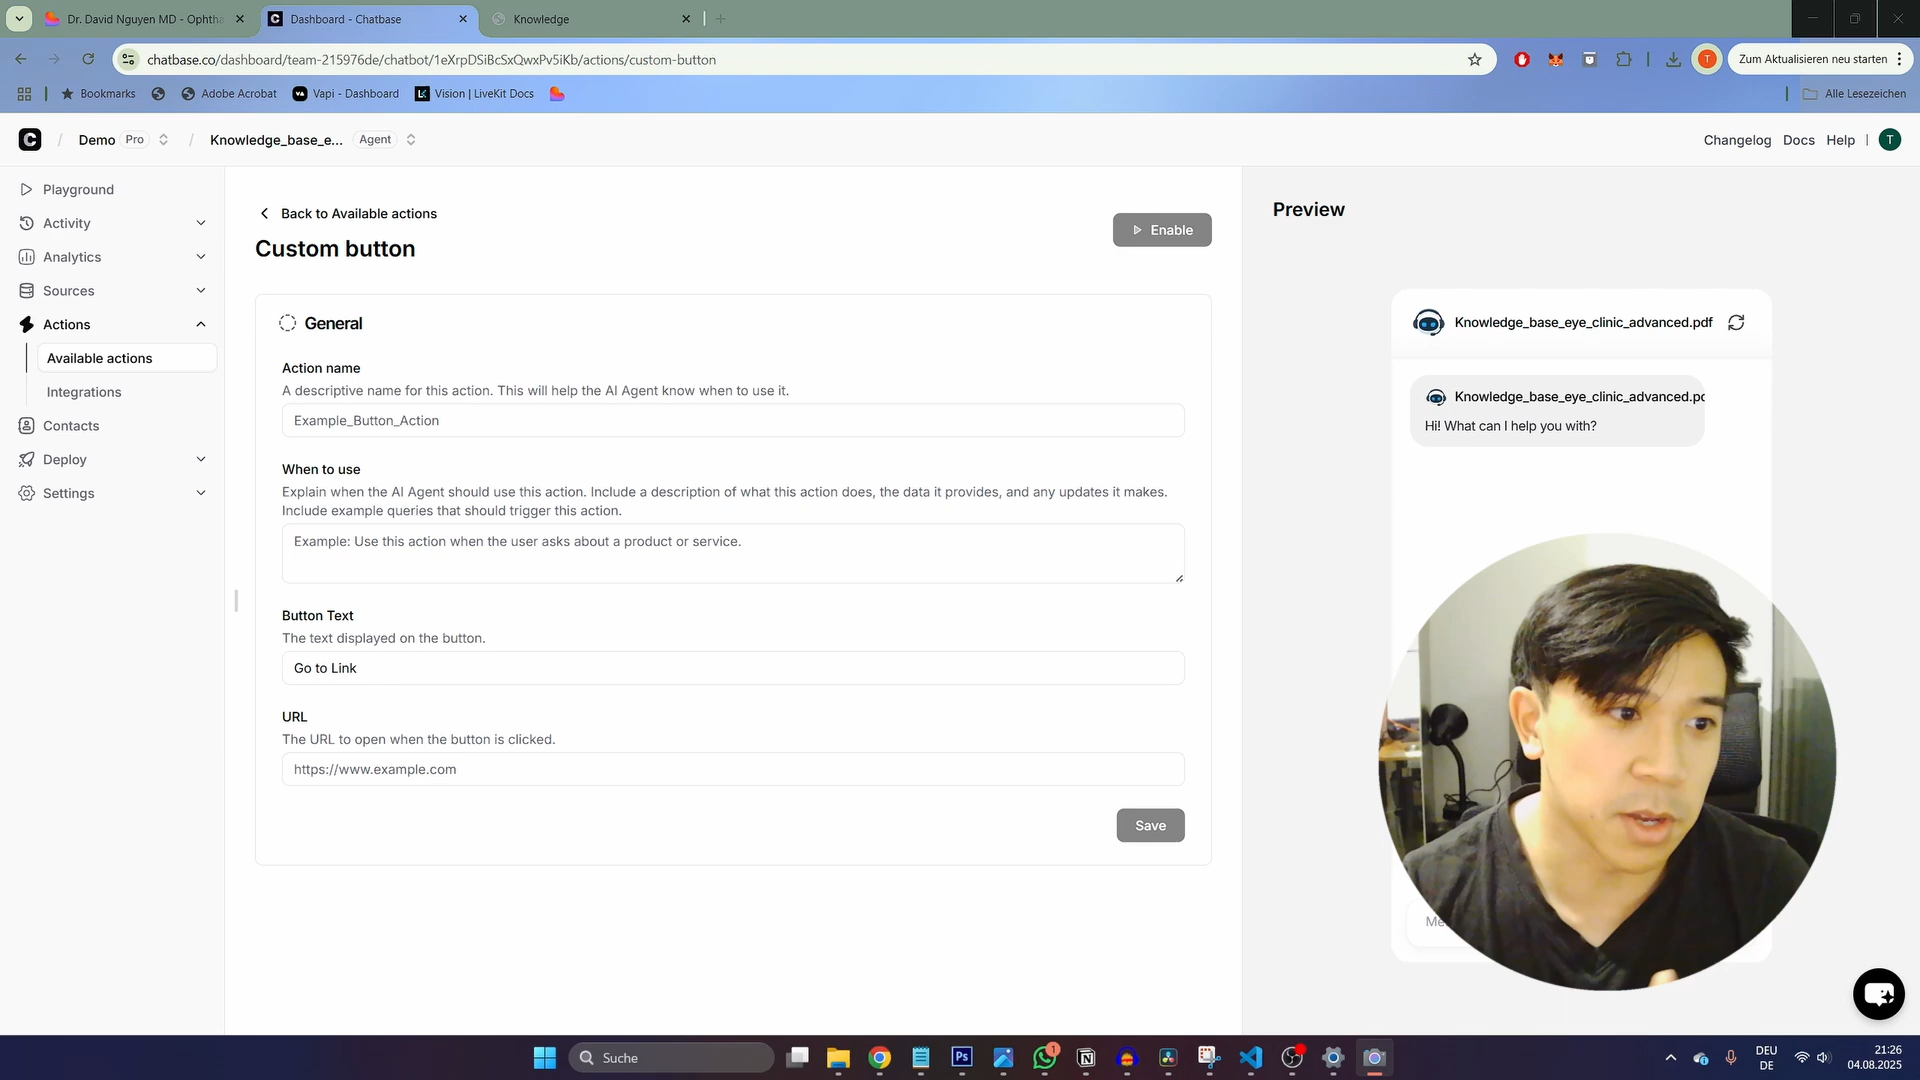 Dr. David Nguyen MD - Ophtha
Dashboard - Chatbase
Knowledge
chatbase.co/dashboard/team-215976de/chatbot/1eXrpDSiBcSxQwxPv5iKb/actions/custom-button
T
Zum Aktualisieren neu starten
Bookmarks
Adobe Acrobat
Vapi - Dashboard
Vision | LiveKit Docs
Alle Lesezeichen
Demo
Pro
Knowledge_base_e...
Agent
Changelog
Docs
Help
T
Playground
Activity
Analytics
Sources
Actions
Available actions
Integrations
Contacts
Deploy
Settings
Back to Available actions
Custom button
Enable
General
Action name
A descriptive name for this action. This will help the AI Agent know when to use it.
Example_Button_Action
When to use
Explain when the AI Agent should use this action. Include a description of what this action does, the data it provides, and any updates it makes.
Include example queries that should trigger this action.
Example: Use this action when the user asks about a product or service.
Button Text
The text displayed on the button.
Go to Link
URL
The URL to open when the button is clicked.
https://www.example.com
Save
Preview
Knowledge_base_eye_clinic_advanced.pdf
Knowledge_base_eye_clinic_advanced.pd
Hi! What can I help you with?
Me
Suche
Ps
1
DEU
DE
21:26
04.08.2025